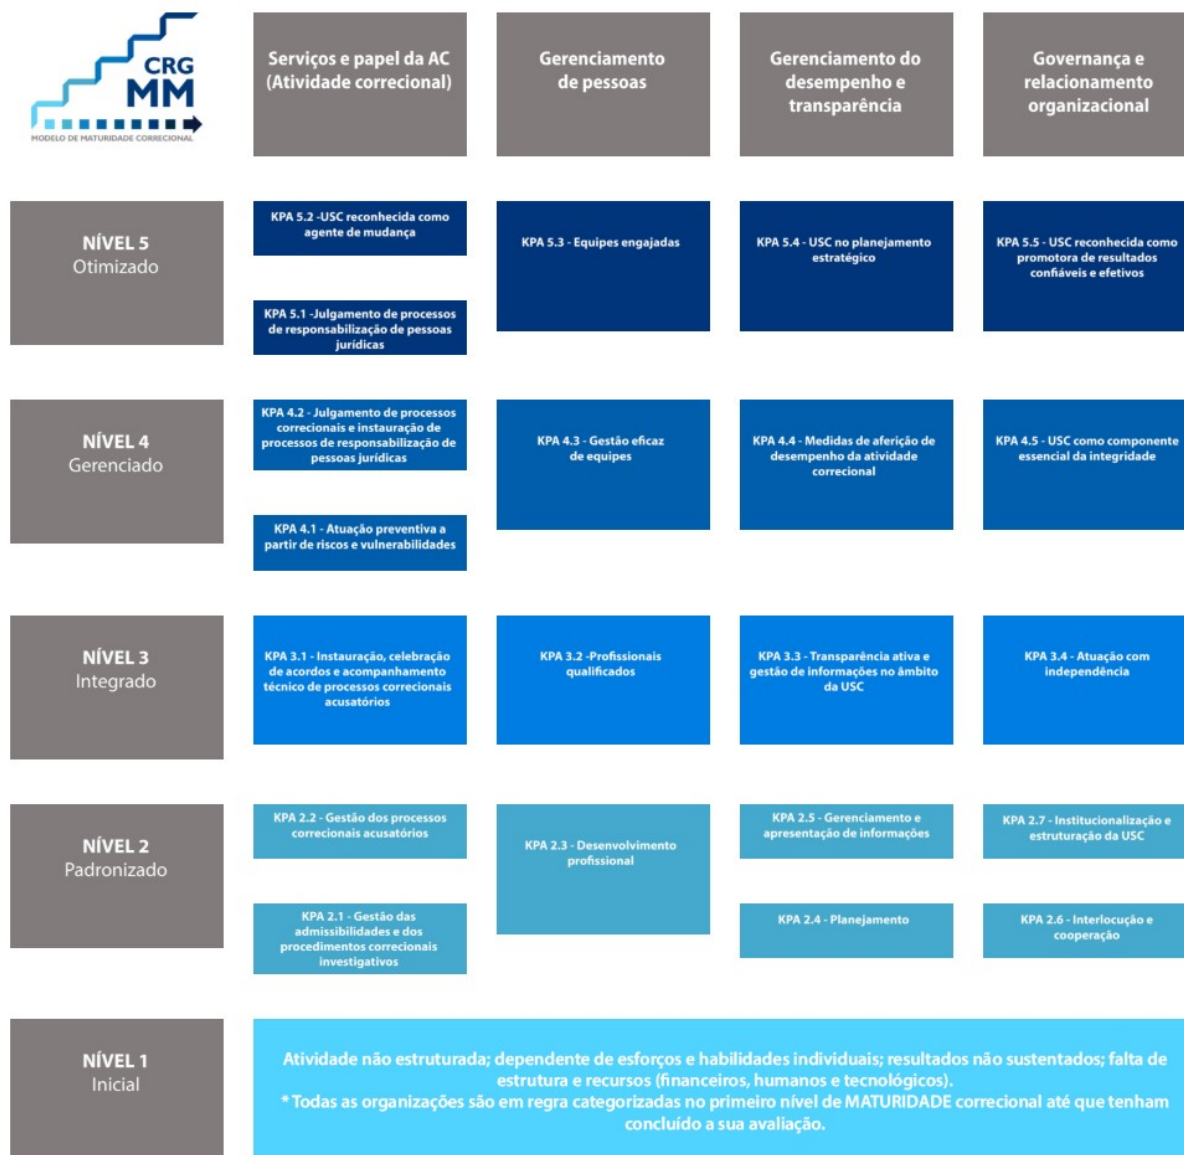 CRG
MM
MODELO DE MATURIDADE CORRECIONAL
Serviços e papel da AC
(Atividade correcional)
Gerenciamento
de pessoas
Gerenciamento do
desempenho e
transparência
Governança e
relacionamento
organizacional
NÍVEL 5
Otimizado
KPA 5.2 -USC reconhecida como
agente de mudança
KPA 5.1 -Julgamento de processos
de responsabilização de pessoas
jurídicas
KPA 5.3 - Equipes engajadas
KPA 5.4 - USC no planejamento
estratégico
KPA 5.5 - USC reconhecida como
promotora de resultados
confiáveis e efetivos
NÍVEL 4
Gerenciado
KPA 4.2 - Julgamento de processos
correcionais e instauração de
processos de responsabilização de
pessoas jurídicas
KPA 4.1 - Atuação preventiva a
partir de riscos e vulnerabilidades
KPA 4.3 - Gestão eficaz
de equipes
KPA 4.4 - Medidas de aferição de
desempenho da atividade
correcional
KPA 4.5 - USC como componente
essencial da integridade
NÍVEL 3
Integrado
KPA 3.1 - Instauração, celebração
de acordos e acompanhamento
técnico de processos correcionais
acusatórios
KPA 3.2 -Profissionais
qualificados
KPA 3.3 - Transparência ativa e
gestão de informações no âmbito
da USC
KPA 3.4 - Atuação com
independência
NÍVEL 2
Padronizado
KPA 2.2 - Gestão dos processos
correcionais acusatórios
KPA 2.1 - Gestão das
admissibilidades e dos
procedimentos correcionais
investigativos
KPA 2.3 - Desenvolvimento
profissional
KPA 2.5 - Gerenciamento e
apresentação de informações
KPA 2.4 - Planejamento
KPA 2.7 - Institucionalização e
estruturação da USC
KPA 2.6 - Interlocução e
cooperação
NÍVEL 1
Inicial
Atividade não estruturada; dependente de esforços e habilidades individuais; resultados não sustentados; falta de
estrutura e recursos (financeiros, humanos e tecnológicos).
* Todas as organizações são em regra categorizadas no primeiro nível de MATURIDADE correcional até que tenham
concluído a sua avaliação.